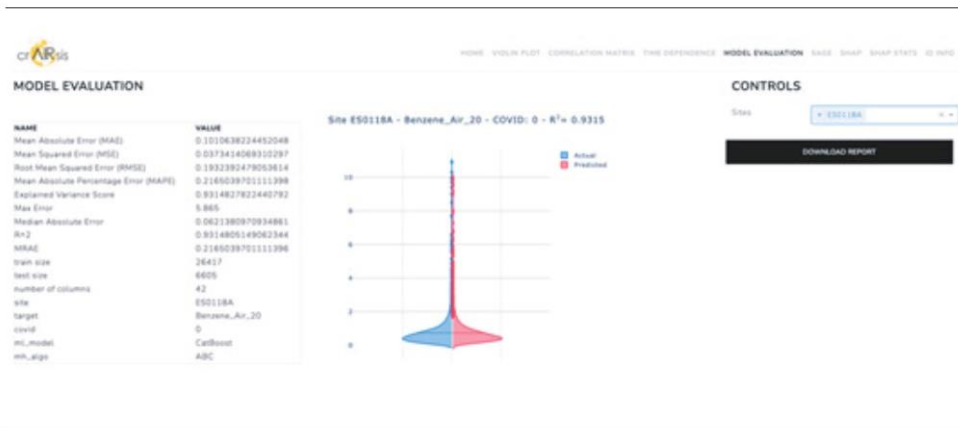 crAIRsis
HOME VIOLIN PLOT CORRELATION MATRIX TIME DEPENDENCE MODEL EVALUATION SAGE SHAP SHAP STATS ID INFO
MODEL EVALUATION
CONTROLS
Site ES0118A - Benzene_Air_20 - COVID: 0 - R²= 0.9315
Sites
× ES0118A
DOWNLOAD REPORT
NAME VALUE
Mean Absolute Error (MAE) 0.1010638224452048
Mean Squared Error (MSE) 0.0373414069310297
Root Mean Squared Error (RMSE) 0.1932392479053614
Mean Absolute Percentage Error (MAPE) 0.2165039701111398
Explained Variance Score 0.9314827822440792
Max Error 5.865
Median Absolute Error 0.0621380970934861
R^2 0.9314805149062344
MRAE 0.2165039701111396
train size 26417
test size 6605
number of columns 42
site ES0118A
target Benzene_Air_20
covid 0
ml_model CatBoost
mh_algo ABC
Actual
Predicted
10
8
6
4
2
0